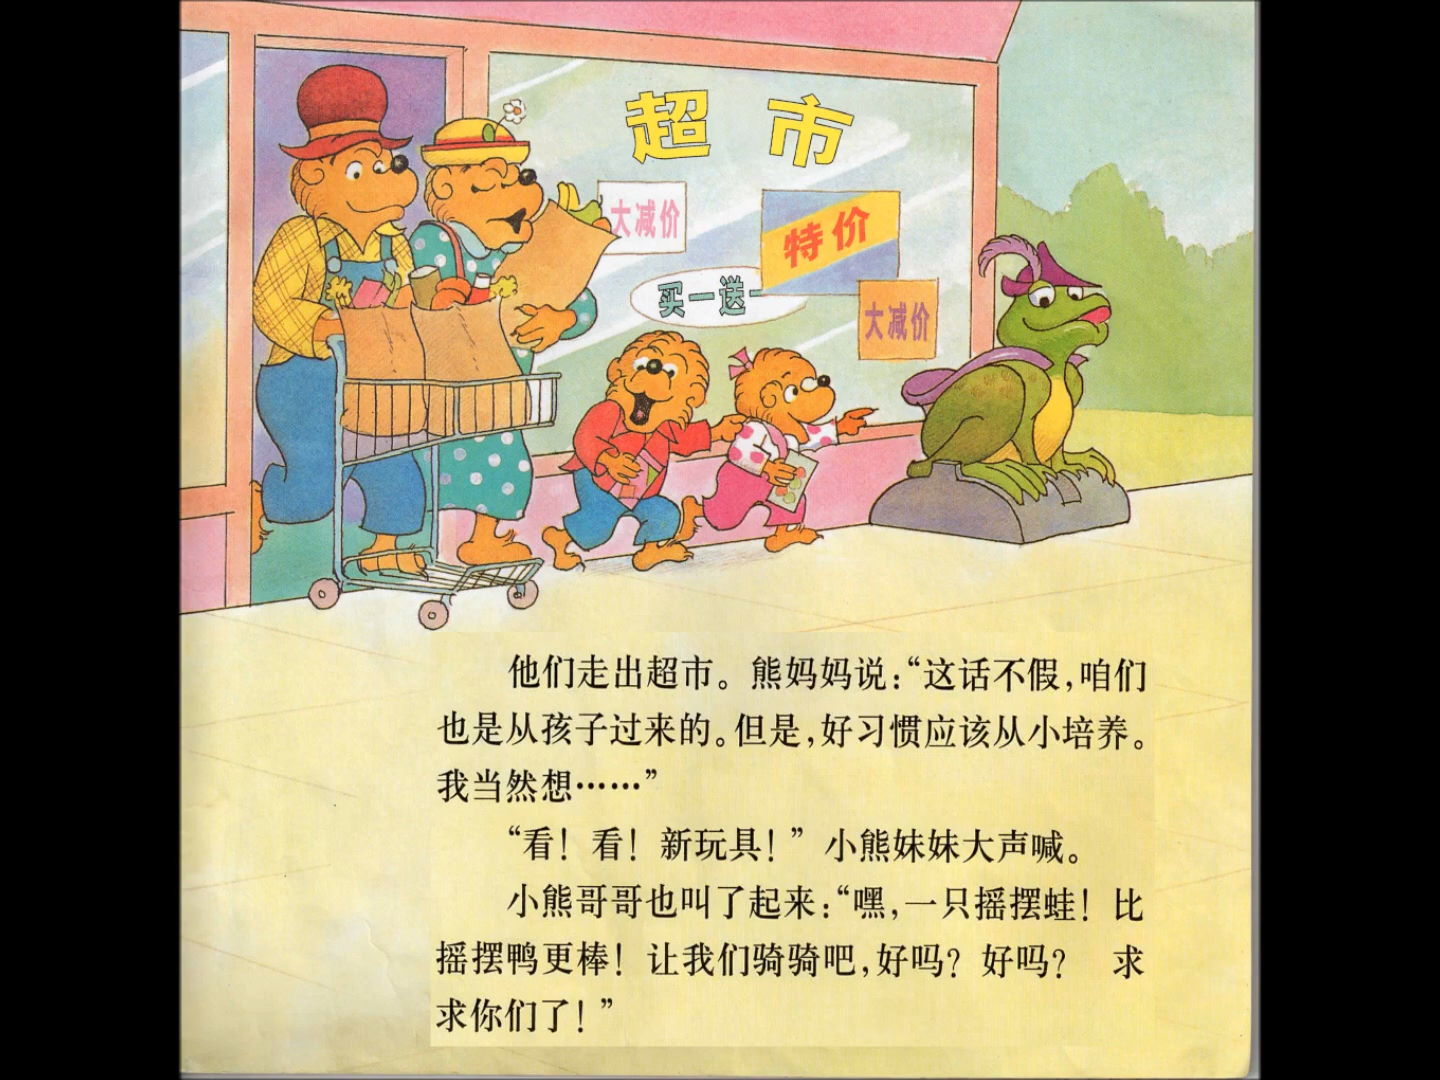 超市
大减价
特价
买一送一
大减价
他们走出超市。熊妈妈说：“这话不假，咱们
也是从孩子过来的。但是，好习惯应该从小培养。
我当然想……”
“看！看！新玩具！”小熊妹妹大声喊。
小熊哥哥也叫了起来：“嘿，一只摇摆蛙！比
摇摆鸭更棒！让我们骑骑吧，好吗？好吗？ 求
求你们了！”